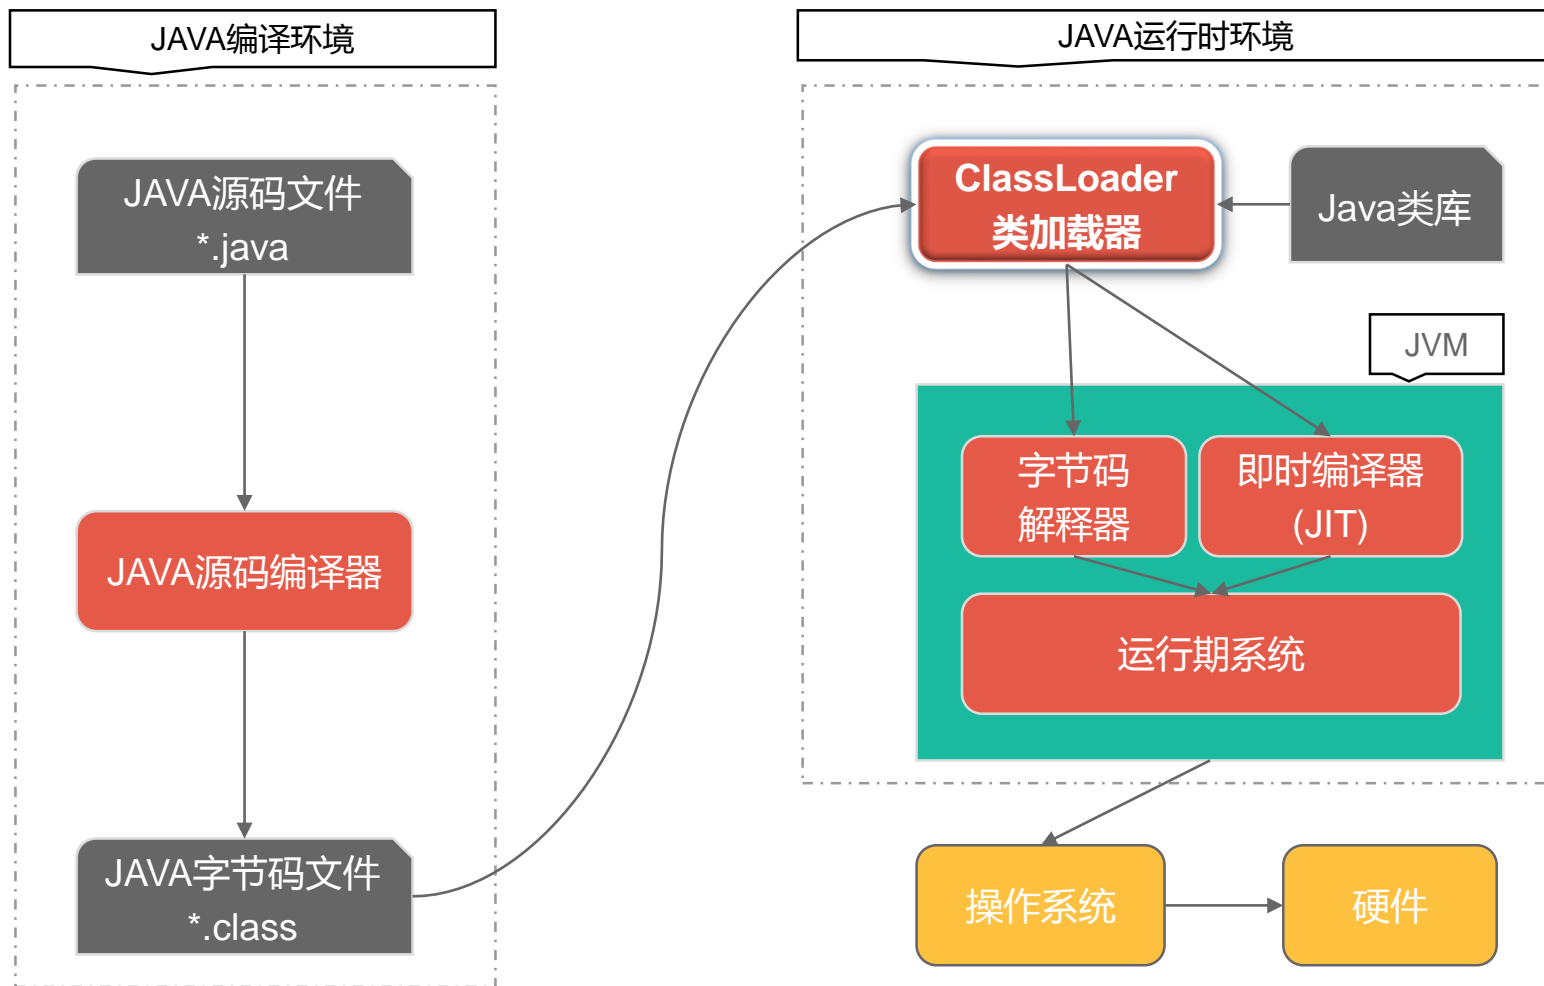 JAVA编译环境
JAVA源码文件
*.java
JAVA源码编译器
JAVA字节码文件
*.class
JAVA运行时环境
ClassLoader
类加载器
Java类库
JVM
字节码
解释器
即时编译器
(JIT)
运行期系统
操作系统
硬件